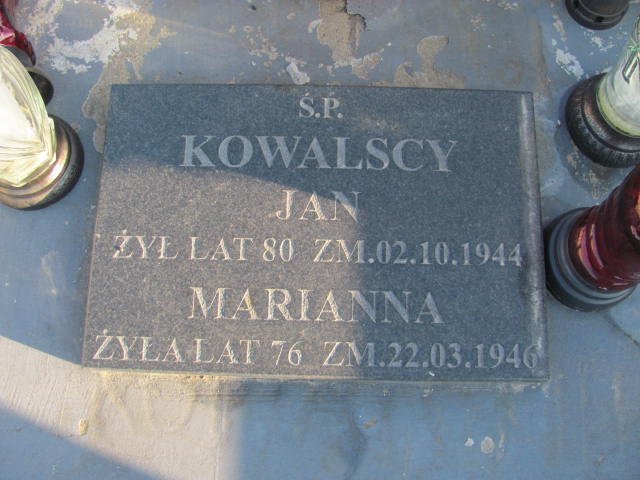 Ś.P.
KOWALSCY
JAN
ŻYŁ LAT 80 ZM.02.10.1944
MARIANNA
ŻYŁA LAT 76 ZM.22.03.1946